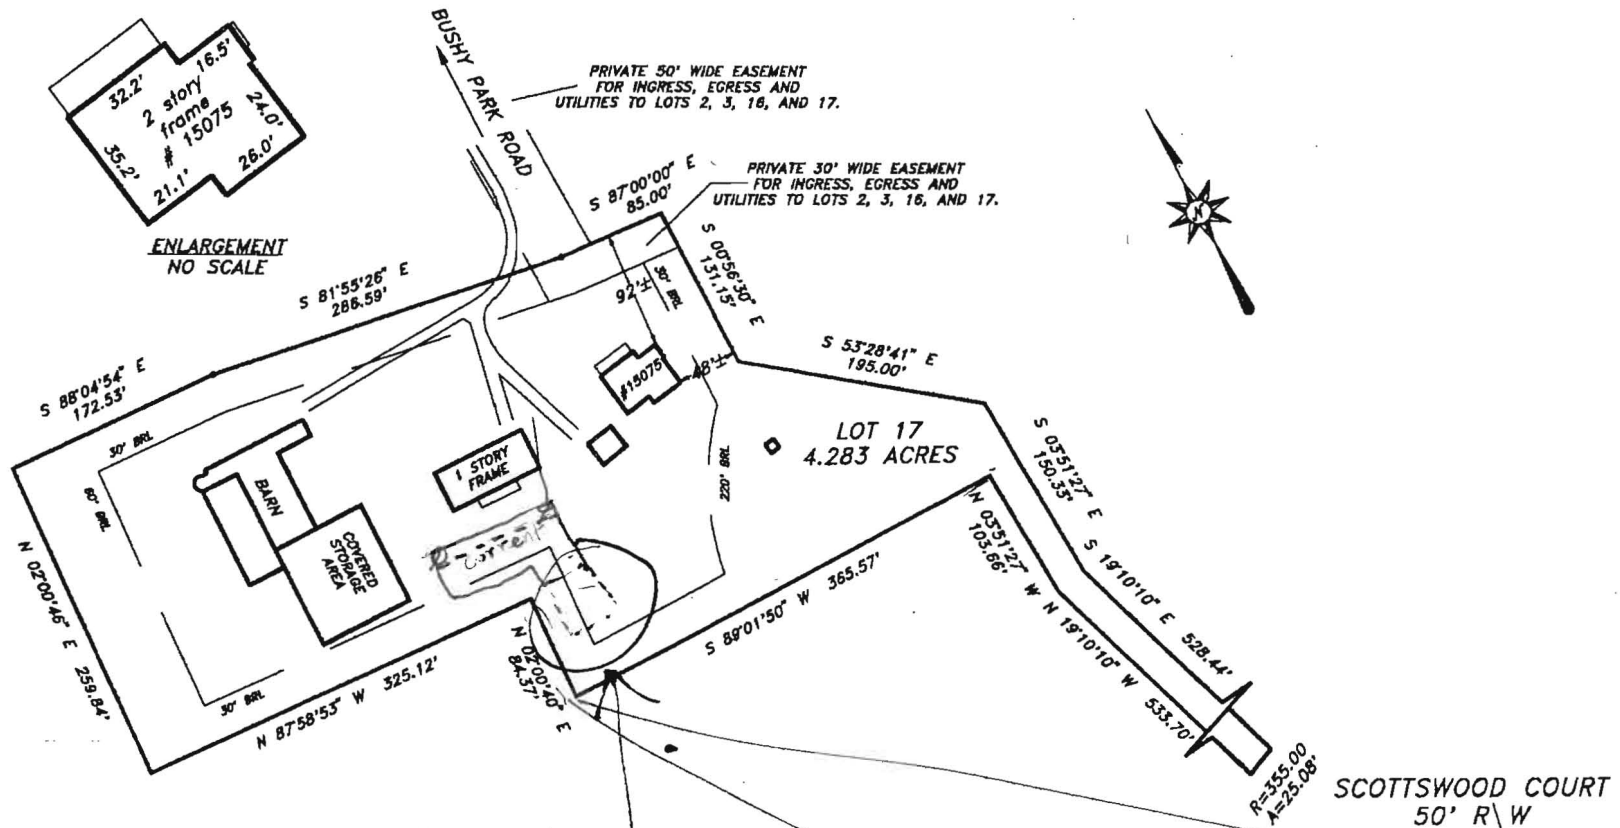 BUSHY PARK ROAD
PRIVATE 50' WIDE EASEMENT
FOR INGRESS, EGRESS AND
UTILITIES TO LOTS 2, 3, 16, AND 17.
16.5'
32.2'
2 story
frame
# 15075
24.0'
35.2'
26.0'
21.1'
ENLARGEMENT
NO SCALE
PRIVATE 30' WIDE EASEMENT
FOR INGRESS, EGRESS AND
UTILITIES TO LOTS 2, 3, 16, AND 17.
S 87°00'00" E
85.00'
N
S 00°56'30" E
131.15'
S 81°55'26" E
286.59'
30' BRL
92'±
S 53°28'41" E
195.00'
S 88°04'54" E
172.53'
#15075
48'±
LOT 17
4.283 ACRES
30' BRL
60' BRL
BARN
1 STORY
FRAME
220' BRL
S 03°51'27" E
150.33'
COVERED
STORAGE
AREA
Current
N 03°51'27" W
103.66'
N 02°00'46" E 259.84'
S 89°01'50" W 365.57'
S 19°10'10" E 528.44'
N 19°10'10" W 533.70'
30' BRL
N 87°58'53" W 325.12'
N 02°00'40" E
84.37'
R=355.00
A=25.08'
SCOTTSWOOD COURT
50' R\W